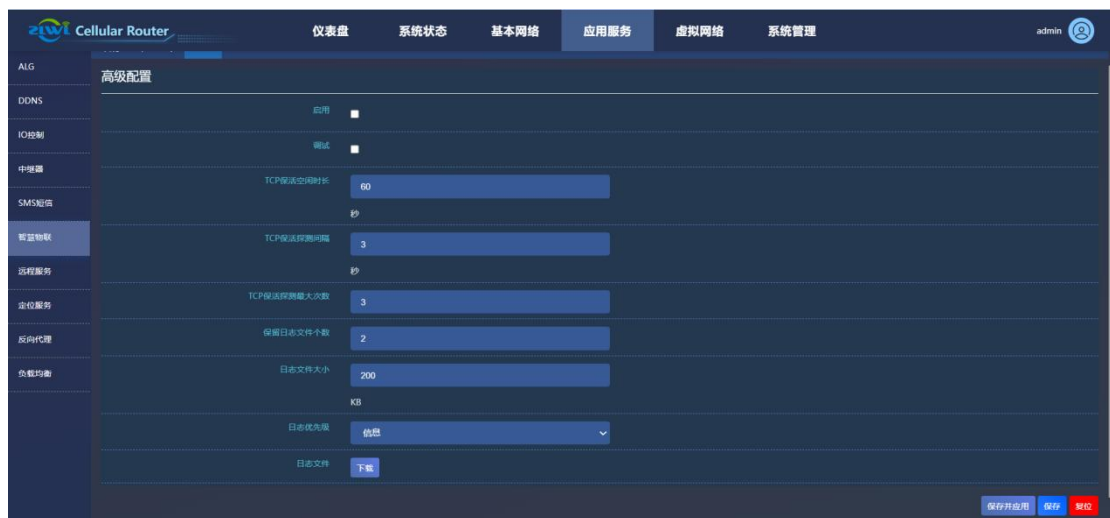 ZLWL Cellular Router
仪表盘
系统状态
基本网络
应用服务
虚拟网络
系统管理
admin
ALG
DDNS
IO控制
中继器
SMS短信
智慧物联
远程服务
定位服务
反向代理
负载均衡
高级配置
启用
调试
TCP保活空闲时长
60
秒
TCP保活探测间隔
3
秒
TCP保活探测最大次数
3
保留日志文件个数
2
日志文件大小
200
KB
日志优先级
信息
日志文件
下载
保存并应用
保存
复位